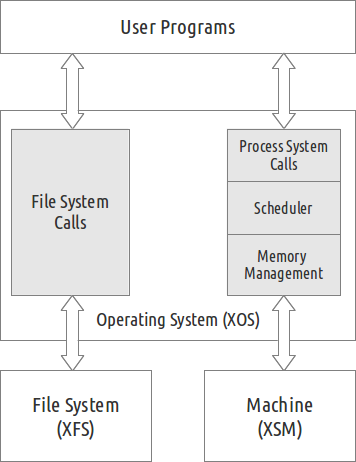 User Programs
File System
Calls
Process System
Calls
Scheduler
Memory
Management
Operating System (XOS)
File System
(XFS)
Machine
(XSM)